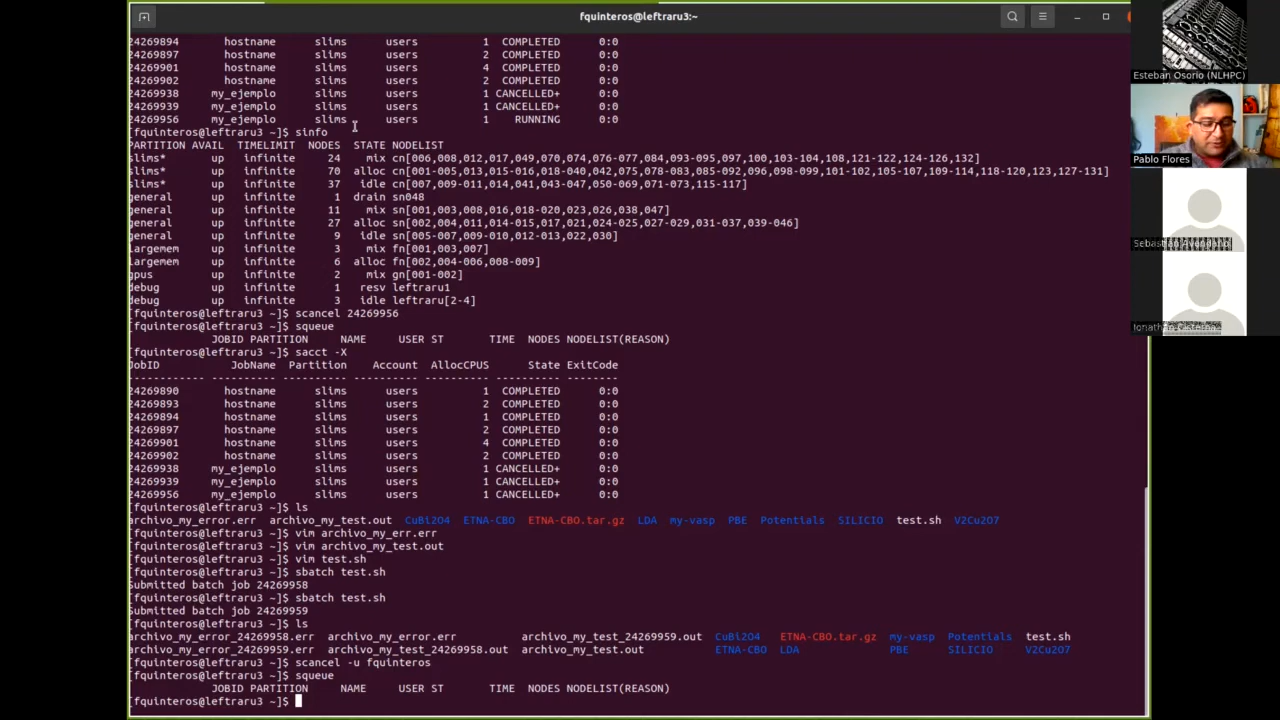 fquinteros@leftraru3:~
24269894 hostname slims users 1 COMPLETED 0:0
24269897 hostname slims users 2 COMPLETED 0:0
24269901 hostname slims users 4 COMPLETED 0:0
24269902 hostname slims users 2 COMPLETED 0:0
24269938 my_ejemplo slims users 1 CANCELLED+ 0:0
24269939 my_ejemplo slims users 1 CANCELLED+ 0:0
24269956 my_ejemplo slims users 1 RUNNING 0:0
[fquinteros@leftraru3 ~]$ sinfo
PARTITION AVAIL TIMELIMIT NODES STATE NODELIST
slims* up infinite 24 mix cn[006,008,012,017,049,070,074,076-077,084,093-095,097,100,103-104,108,121-122,124-126,132]
slims* up infinite 70 alloc cn[001-005,013,015-016,018-040,042,075,078-083,085-092,096,098-099,101-102,105-107,109-114,118-120,123,127-131]
slims* up infinite 37 idle cn[007,009-011,014,041,043-047,050-069,071-073,115-117]
general up infinite 1 drain sn048
general up infinite 11 mix sn[001,003,008,016,018-020,023,026,038,047]
general up infinite 27 alloc sn[002,004,011,014-015,017,021,024-025,027-029,031-037,039-046]
general up infinite 9 idle sn[005-007,009-010,012-013,022,030]
largemem up infinite 3 mix fn[001,003,007]
largemem up infinite 6 alloc fn[002,004-006,008-009]
gpus up infinite 2 mix gn[001-002]
debug up infinite 1 resv leftraru1
debug up infinite 3 idle leftraru[2-4]
[fquinteros@leftraru3 ~]$ scancel 24269956
[fquinteros@leftraru3 ~]$ squeue
JOBID PARTITION NAME USER ST TIME NODES NODELIST(REASON)
[fquinteros@leftraru3 ~]$ sacct -X
JobID JobName Partition Account AllocCPUS State ExitCode
------------ ---------- ---------- ---------- ---------- ---------- --------
24269890 hostname slims users 1 COMPLETED 0:0
24269893 hostname slims users 2 COMPLETED 0:0
24269894 hostname slims users 1 COMPLETED 0:0
24269897 hostname slims users 2 COMPLETED 0:0
24269901 hostname slims users 4 COMPLETED 0:0
24269902 hostname slims users 2 COMPLETED 0:0
24269938 my_ejemplo slims users 1 CANCELLED+ 0:0
24269939 my_ejemplo slims users 1 CANCELLED+ 0:0
24269956 my_ejemplo slims users 1 CANCELLED+ 0:0
[fquinteros@leftraru3 ~]$ ls
archivo_my_error.err archivo_my_test.out CuBi2O4 ETNA-CBO ETNA-CBO.tar.gz LDA my-vasp PBE Potentials SILICIO test.sh V2Cu2O7
[fquinteros@leftraru3 ~]$ vim archivo_my_err.err
[fquinteros@leftraru3 ~]$ vim archivo_my_test.out
[fquinteros@leftraru3 ~]$ vim test.sh
[fquinteros@leftraru3 ~]$ sbatch test.sh
Submitted batch job 24269958
[fquinteros@leftraru3 ~]$ sbatch test.sh
Submitted batch job 24269959
[fquinteros@leftraru3 ~]$ ls
archivo_my_error_24269958.err archivo_my_error.err archivo_my_test_24269959.out CuBi2O4 ETNA-CBO.tar.gz my-vasp Potentials test.sh
archivo_my_error_24269959.err archivo_my_test_24269958.out archivo_my_test.out ETNA-CBO LDA PBE SILICIO V2Cu2O7
[fquinteros@leftraru3 ~]$ scancel -u fquinteros
[fquinteros@leftraru3 ~]$ squeue
JOBID PARTITION NAME USER ST TIME NODES NODELIST(REASON)
[fquinteros@leftraru3 ~]$
Esteban Osorio (NLHPC)
Pablo Flores